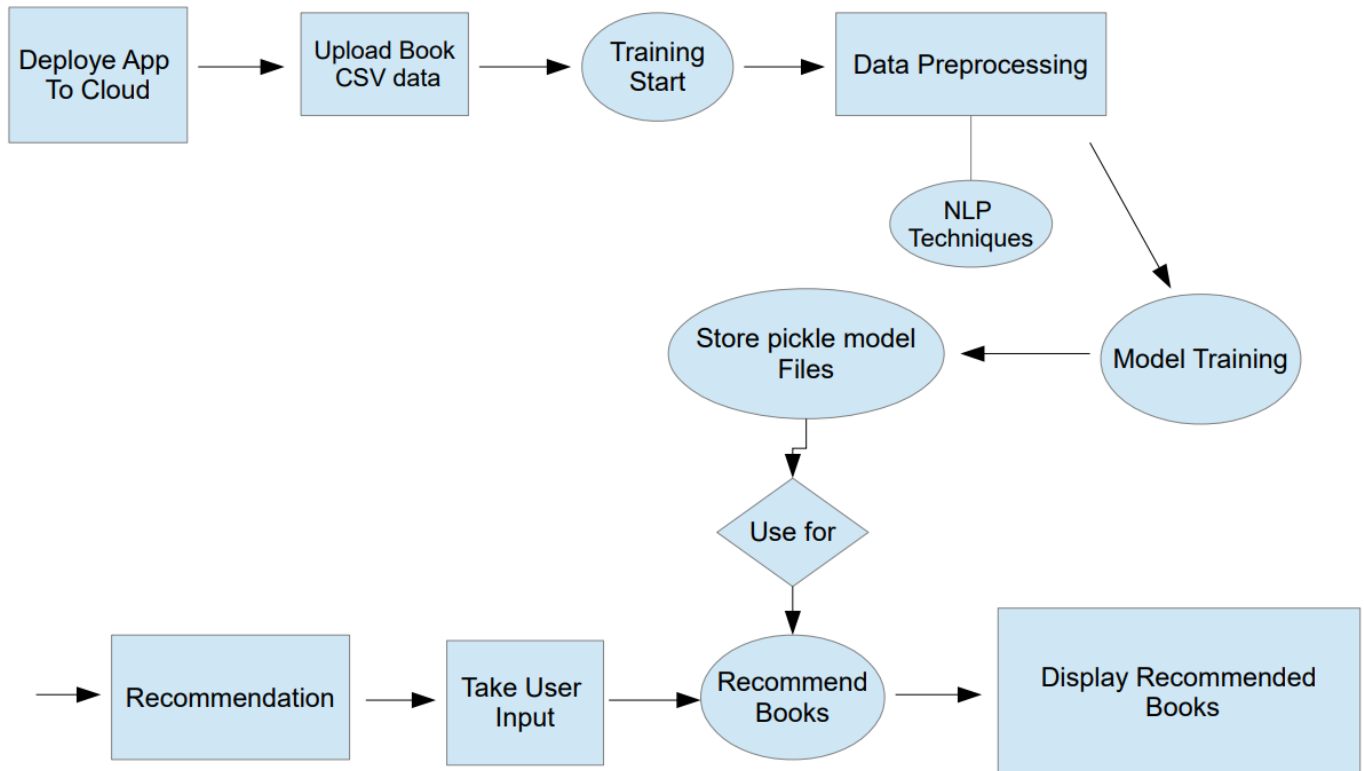 Deploye App
To Cloud
Upload Book
CSV data
Training
Start
Data Preprocessing
NLP
Techniques
Store pickle model
Files
Model Training
Use for
Recommendation
Take User
Input
Recommend
Books
Display Recommended
Books